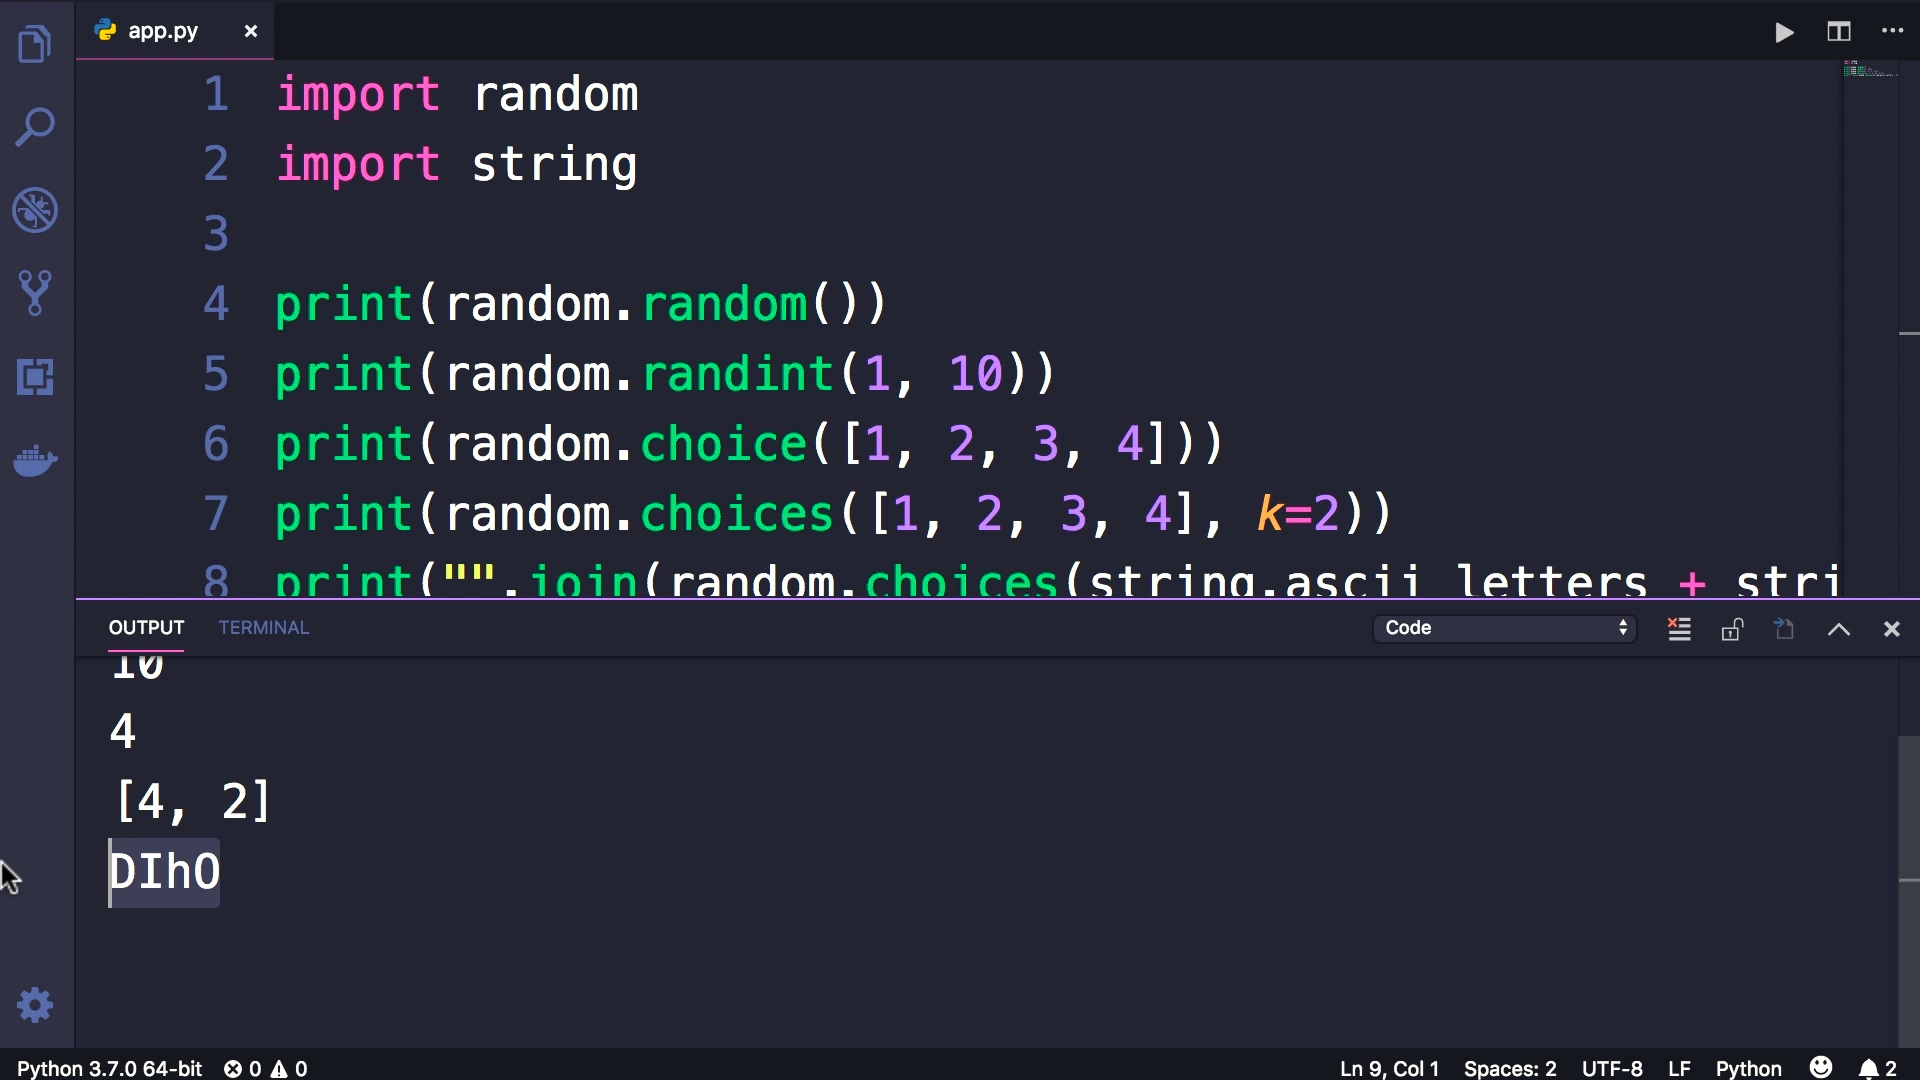 app.py
1 import random
2 import string
3
4 print(random.random())
5 print(random.randint(1, 10))
6 print(random.choice([1, 2, 3, 4]))
7 print(random.choices([1, 2, 3, 4], k=2))
8 print("".join(random.choices(string.ascii_letters + stri
OUTPUT TERMINAL Code
10
4
[4, 2]
DIhO
Python 3.7.0 64-bit 0 0 Ln 9, Col 1 Spaces: 2 UTF-8 LF Python 2